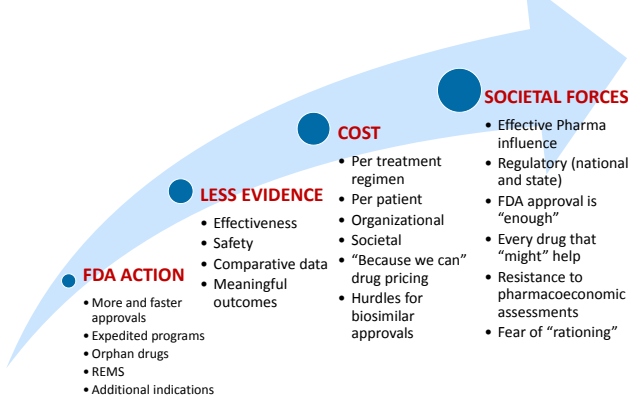 FDA ACTION
• More and faster
approvals
• Expedited programs
• Orphan drugs
• REMS
• Additional indications
LESS EVIDENCE
• Effectiveness
• Safety
• Comparative data
• Meaningful
outcomes
COST
• Per treatment
regimen
• Per patient
• Organizational
• Societal
• “Because we can”
drug pricing
• Hurdles for
biosimilar
approvals
SOCIETAL FORCES
• Effective Pharma
influence
• Regulatory (national
and state)
• FDA approval is
“enough”
• Every drug that
“might” help
• Resistance to
pharmacoeconomic
assessments
• Fear of “rationing”